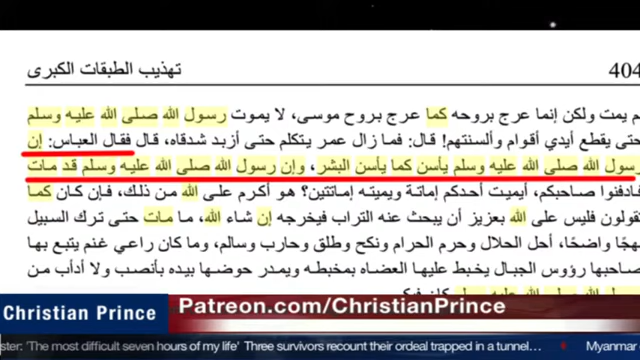 404
تهذيب الطبقات الكبرى
م يمت ولكن إنما عرج بروحه كما عرج بروح موسى، لا يموت رسول الله صلى الله عليه وسلم
حتى يقطع أيدي أقوام وألسنتهم! قال: فما زال عمر يتكلم حتى أزبد شدقاه، قال فقال العباس: إن
رسول الله صلى الله عليه وسلم يأسن كما يأسن البشر، وإن رسول الله صلى الله عليه وسلم قد مات
فادفنوا صاحبكم، أيميت أحدكم إماتة ويميته إماتتين؟ هو أكرم على الله من ذلك، فإن كان كما
تقولون فليس على الله بعزيز أن يبحث عنه التراب فيخرجه إن شاء الله، ما مات حتى ترك السبيل
هجًا واضحًا، أحل الحلال وحرم الحرام ونكح وطلق وحارب وسالم، وما كان راعي غنم يتبع بها
صاحبها رؤوس الجبال يخبط عليها العضاه بمخبطه ويمدر حوضها بيده بأنصب ولا أدأب من
Christian Prince
Patreon.com/ChristianPrince
ster: 'The most difficult seven hours of my life' Three survivors recount their ordeal trapped in a tunnel... Myanmar